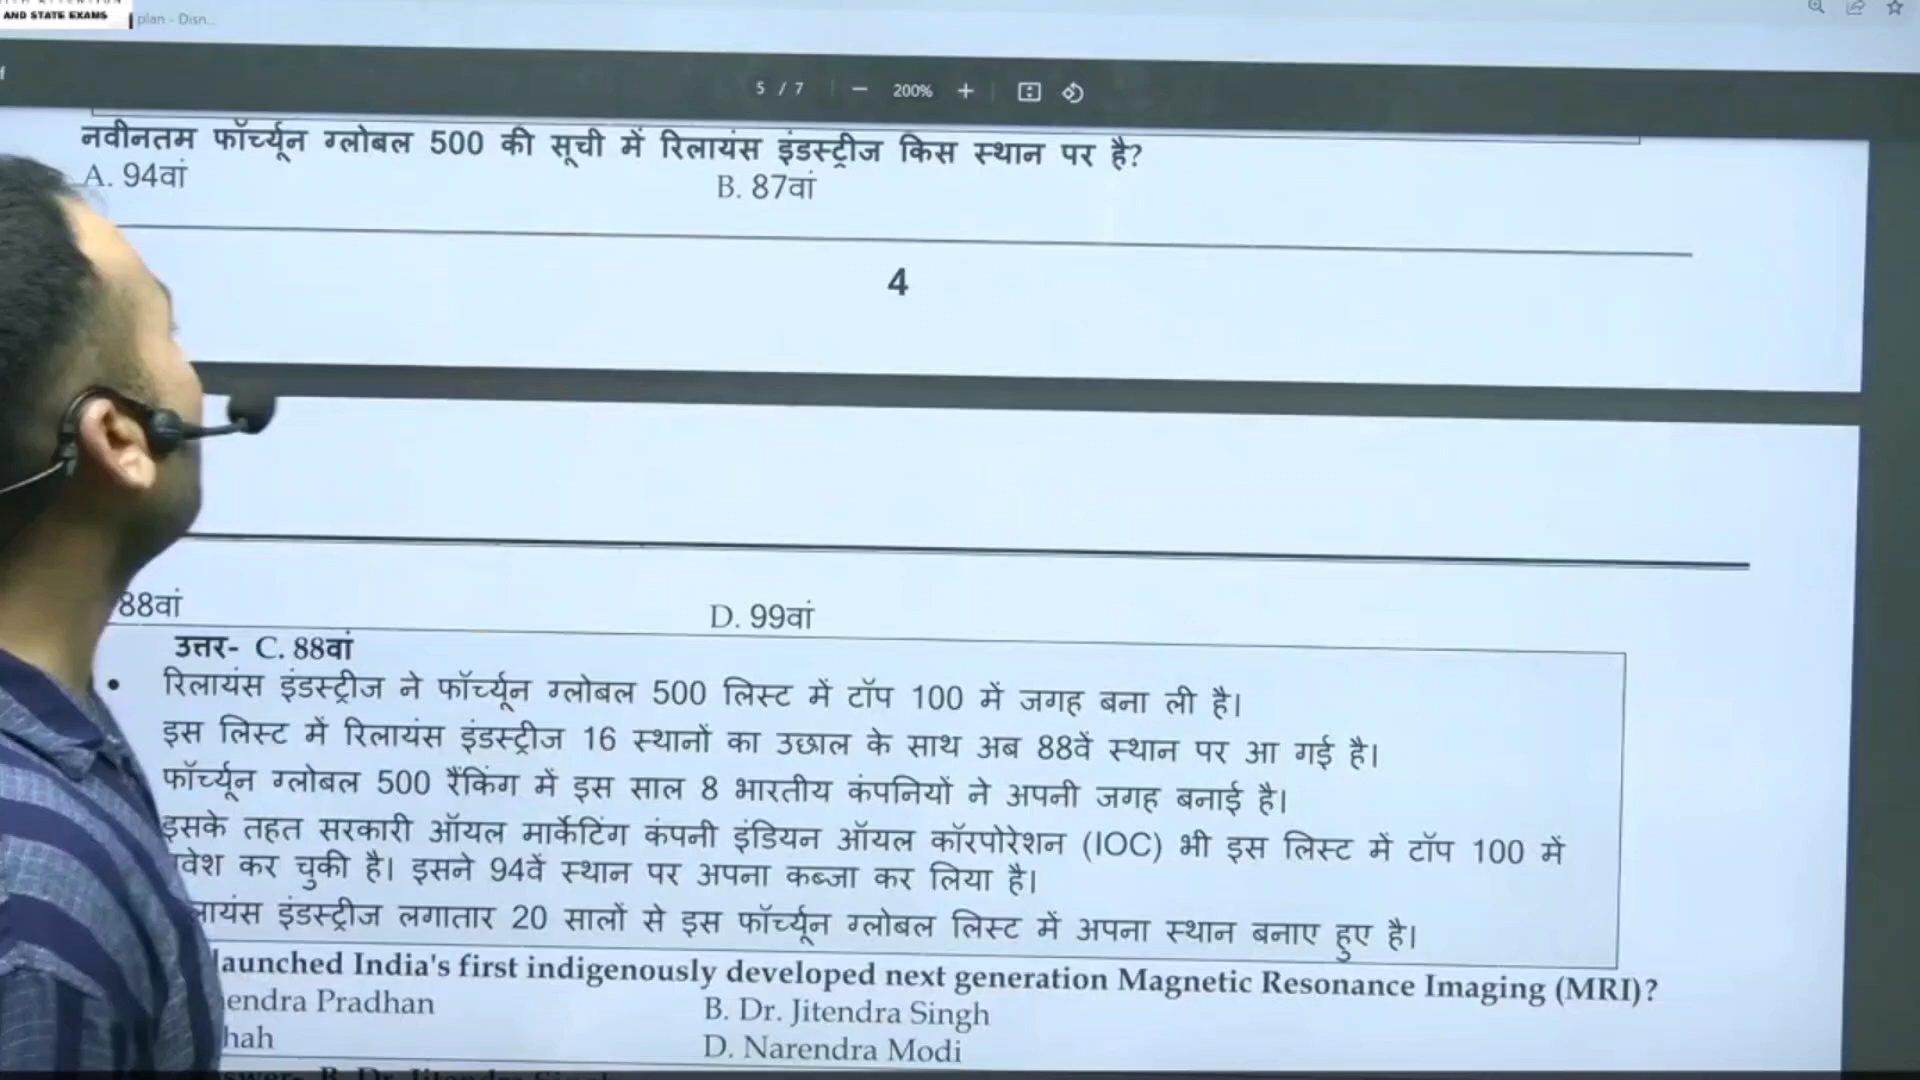 AND STATE EXAMS
plan - Disn...
5 / 7
200%
नवीनतम फॉर्च्यून ग्लोबल 500 की सूची में रिलायंस इंडस्ट्रीज किस स्थान पर है?
A. 94वां B. 87वां
4
88वां D. 99वां
उत्तर- C. 88वां
• रिलायंस इंडस्ट्रीज ने फॉर्च्यून ग्लोबल 500 लिस्ट में टॉप 100 में जगह बना ली है।
इस लिस्ट में रिलायंस इंडस्ट्रीज 16 स्थानों का उछाल के साथ अब 88वें स्थान पर आ गई है।
फॉर्च्यून ग्लोबल 500 रैंकिंग में इस साल 8 भारतीय कंपनियों ने अपनी जगह बनाई है।
इसके तहत सरकारी ऑयल मार्केटिंग कंपनी इंडियन ऑयल कॉरपोरेशन (IOC) भी इस लिस्ट में टॉप 100 में
वेश कर चुकी है। इसने 94वें स्थान पर अपना कब्जा कर लिया है।
लायंस इंडस्ट्रीज लगातार 20 सालों से इस फॉर्च्यून ग्लोबल लिस्ट में अपना स्थान बनाए हुए है।
launched India's first indigenously developed next generation Magnetic Resonance Imaging (MRI)?
endra Pradhan B. Dr. Jitendra Singh
hah D. Narendra Modi